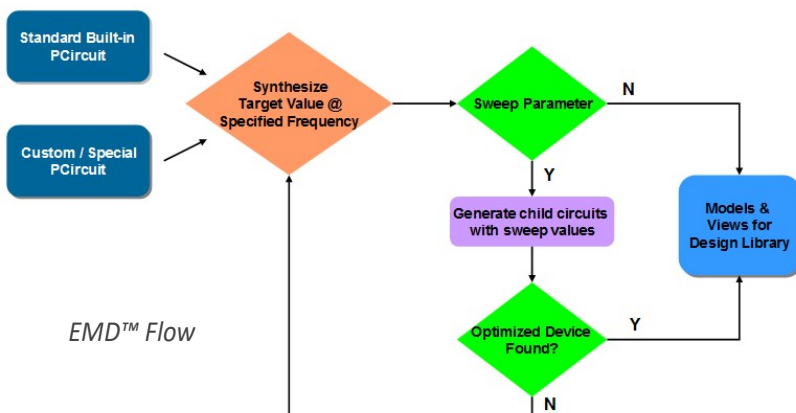 Standard Built-in
PCircuit
Custom / Special
PCircuit
Synthesize
Target Value @
Specified Frequency
Sweep Parameter
N
Y
Generate child circuits
with sweep values
Models &
Views for
Design Library
Optimized Device
Found?
Y
N
EMD™ Flow